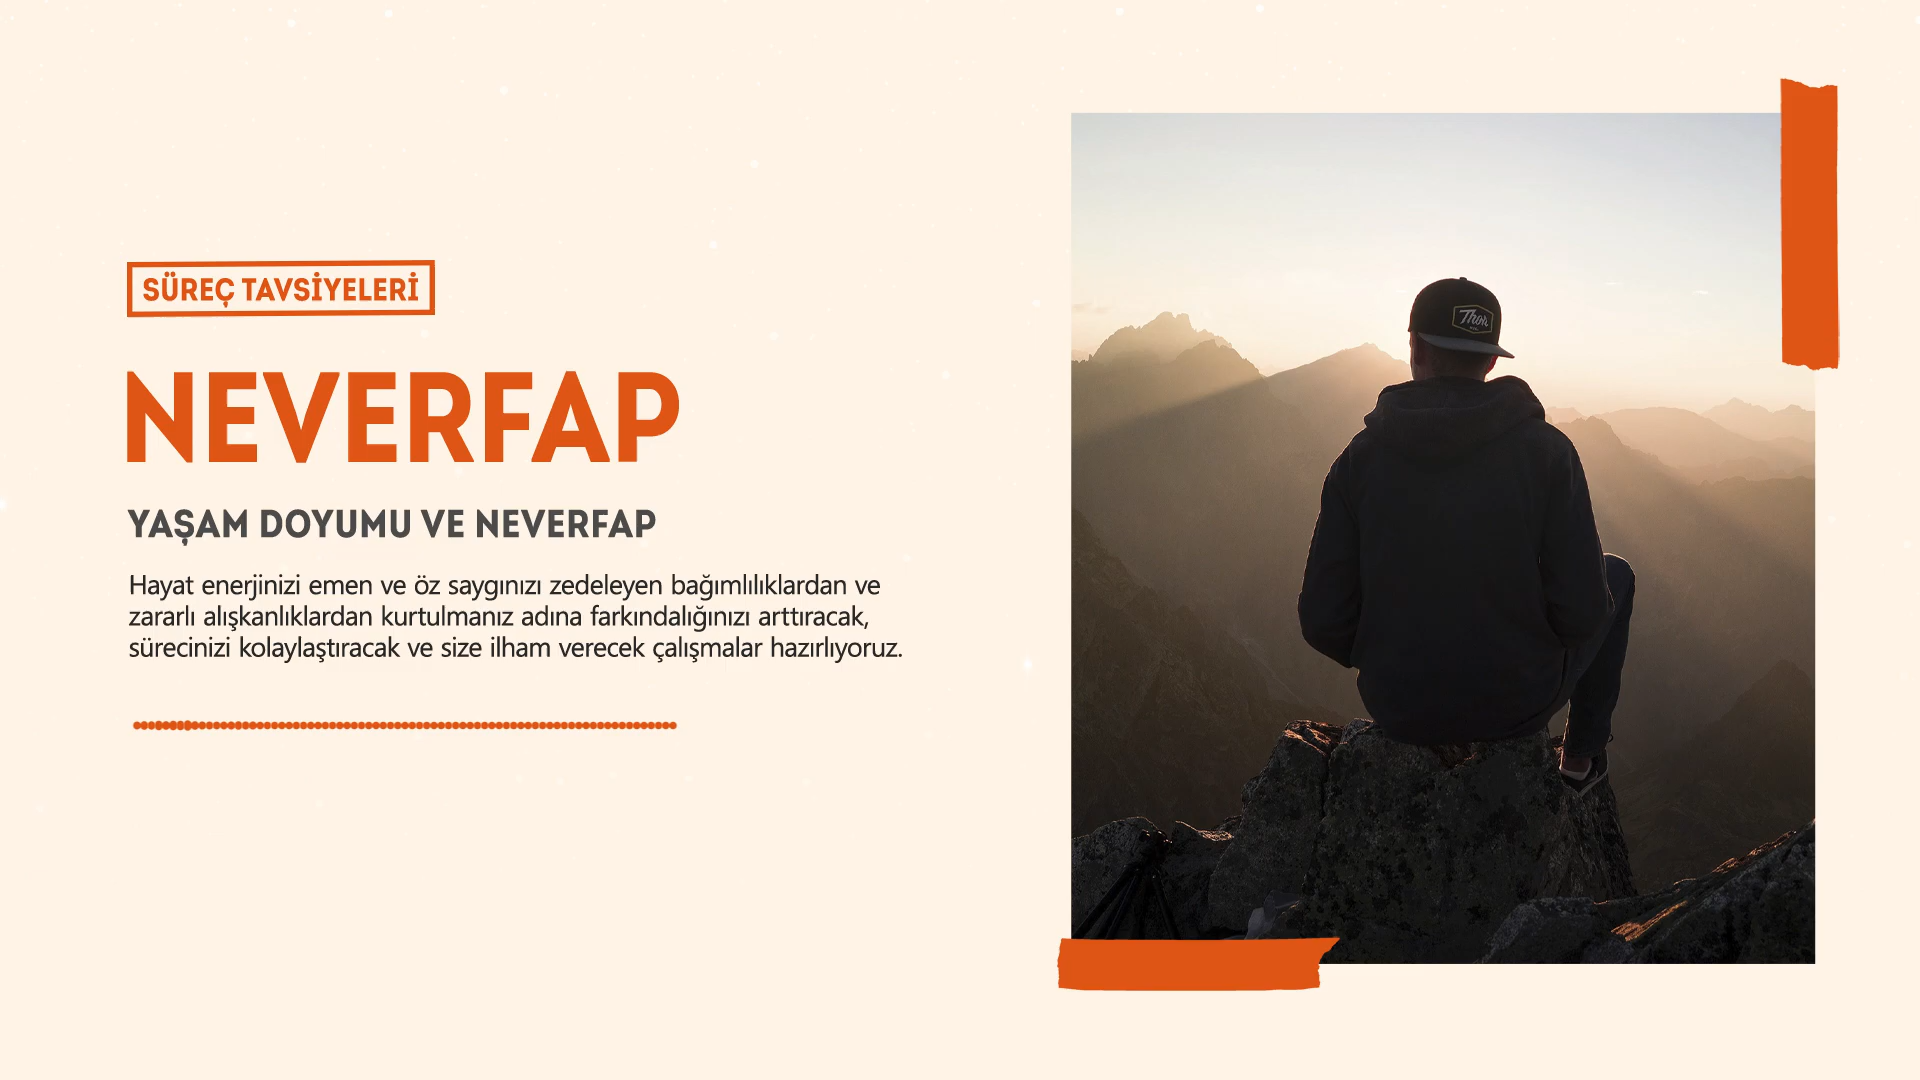 SÜREÇ TAVSİYELERİ
NEVERFAP
YAŞAM DOYUMU VE NEVERFAP
Hayat enerjinizi emen ve öz saygınızı zedeleyen bağımlılıklardan ve
zararlı alışkanlıklardan kurtulmanız adına farkındalığınızı arttıracak,
sürecinizi kolaylaştıracak ve size ilham verecek çalışmalar hazırlıyoruz.
Thor